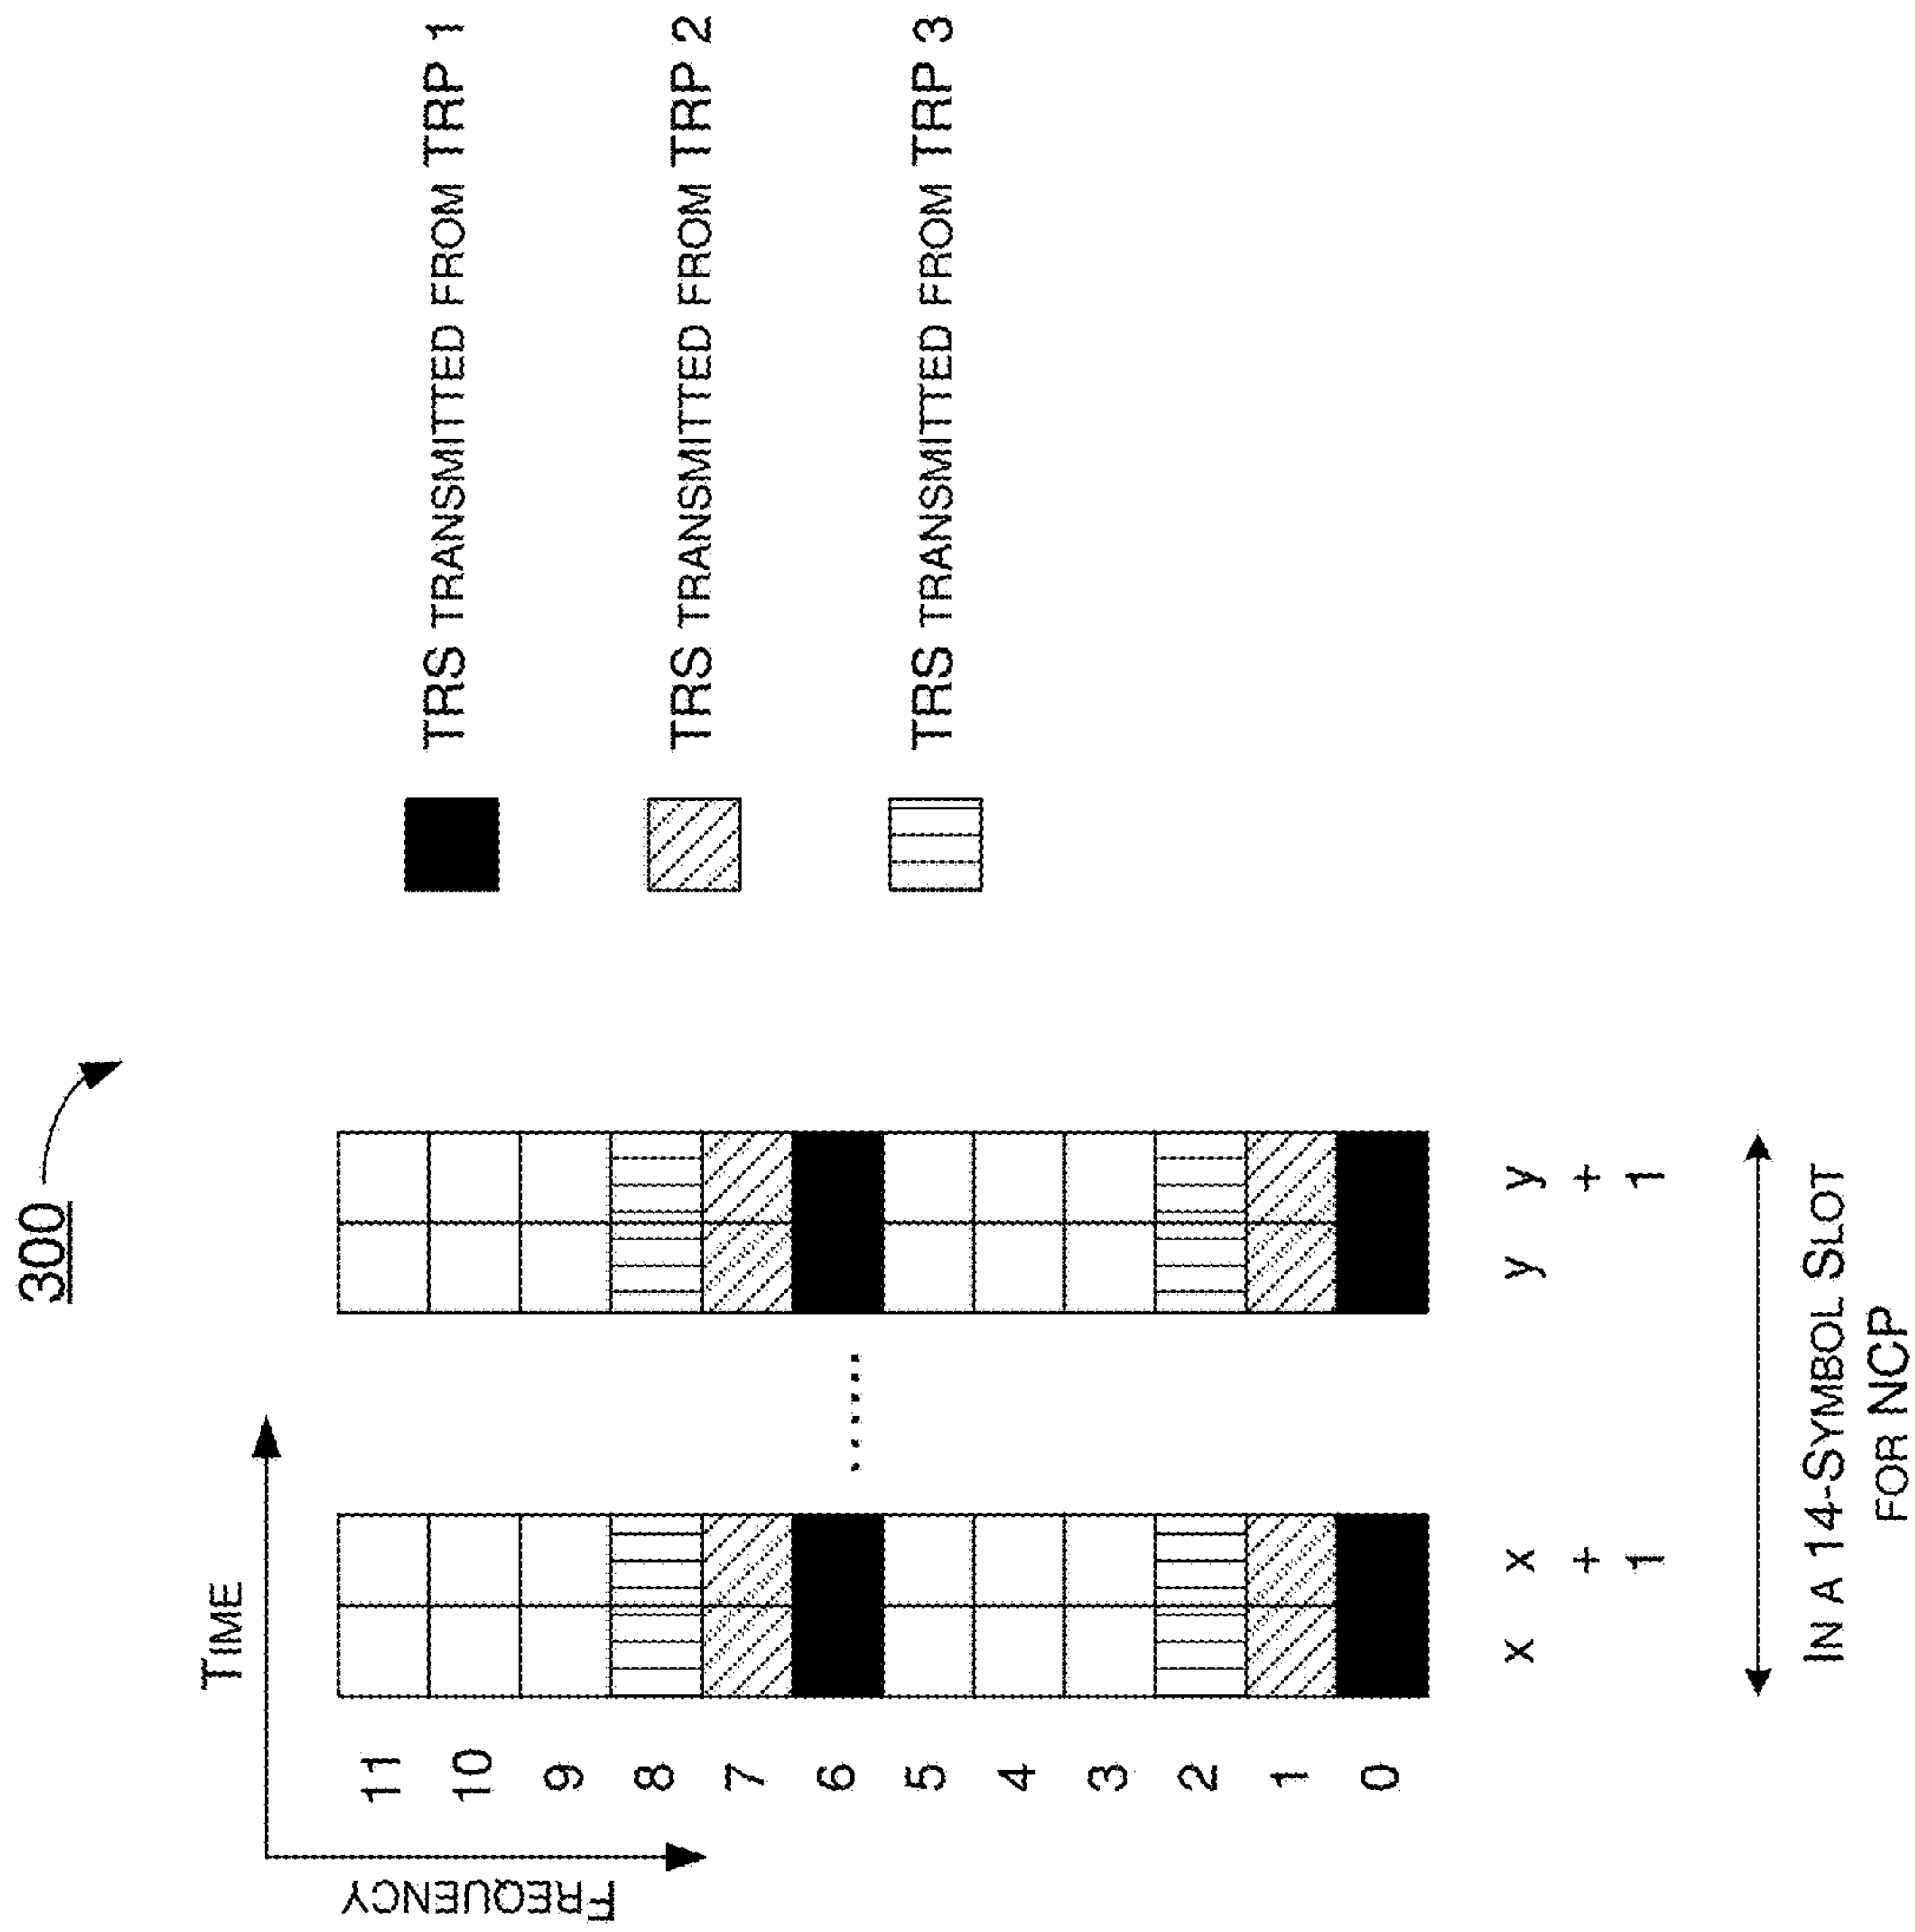 300
TIME
FREQUENCY
11
10
9
8
7
6
5
4
3
2
1
0
x x y y
+ +
1 1
IN A 14-SYMBOL SLOT
FOR NCP
TRS TRANSMITTED FROM TRP 1
TRS TRANSMITTED FROM TRP 2
TRS TRANSMITTED FROM TRP 3